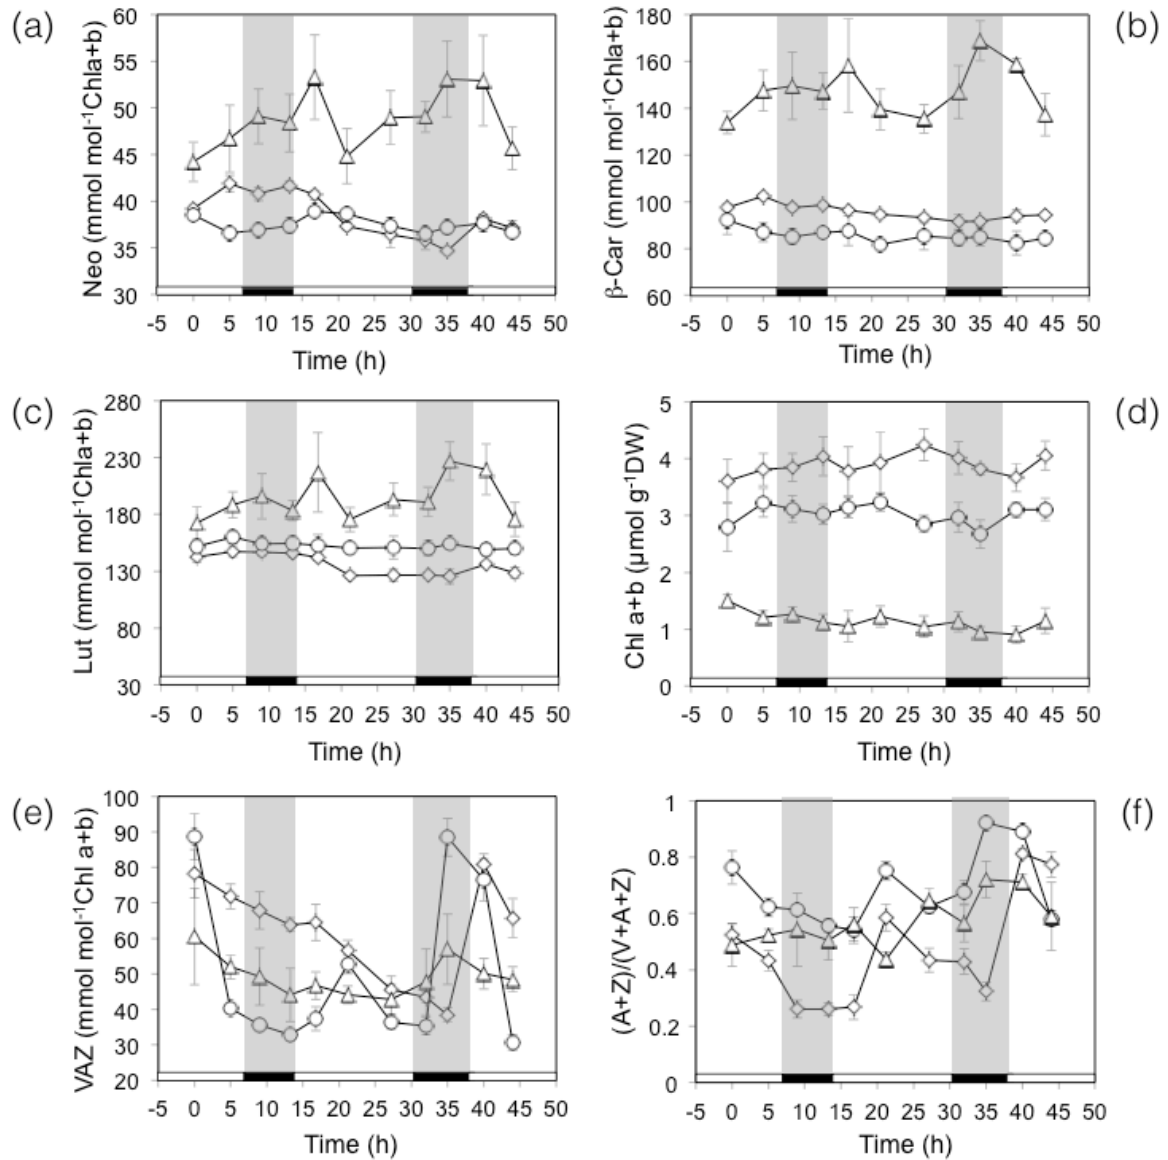 (a)
Neo (mmol mol-1Chla+b)
60
55
50
45
40
35
30
-5 0 5 10 15 20 25 30 35 40 45 50
Time (h)
(b)
β-Car (mmol mol-1Chla+b)
180
160
140
120
100
80
60
-5 0 5 10 15 20 25 30 35 40 45 50
Time (h)
(c)
Lut (mmol mol-1Chla+b)
280
230
180
130
80
30
-5 0 5 10 15 20 25 30 35 40 45 50
Time (h)
(d)
Chl a+b (µmol g-1DW)
5
4
3
2
1
0
-5 0 5 10 15 20 25 30 35 40 45 50
Time (h)
(e)
VAZ (mmol mol-1Chl a+b)
100
90
80
70
60
50
40
30
20
-5 0 5 10 15 20 25 30 35 40 45 50
Time (h)
(f)
(A+Z)/(V+A+Z)
1
0.8
0.6
0.4
0.2
0
-5 0 5 10 15 20 25 30 35 40 45 50
Time (h)